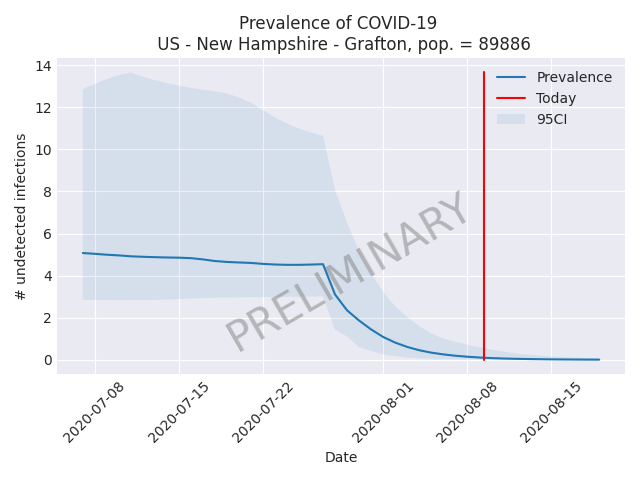 Prevalence of COVID-19
US - New Hampshire - Grafton, pop. = 89886
14
12
10
8
6
4
2
0
# undetected infections
Prevalence
Today
95CI
PRELIMINARY
2020-07-08
2020-07-15
2020-07-22
2020-08-01
2020-08-08
2020-08-15
Date